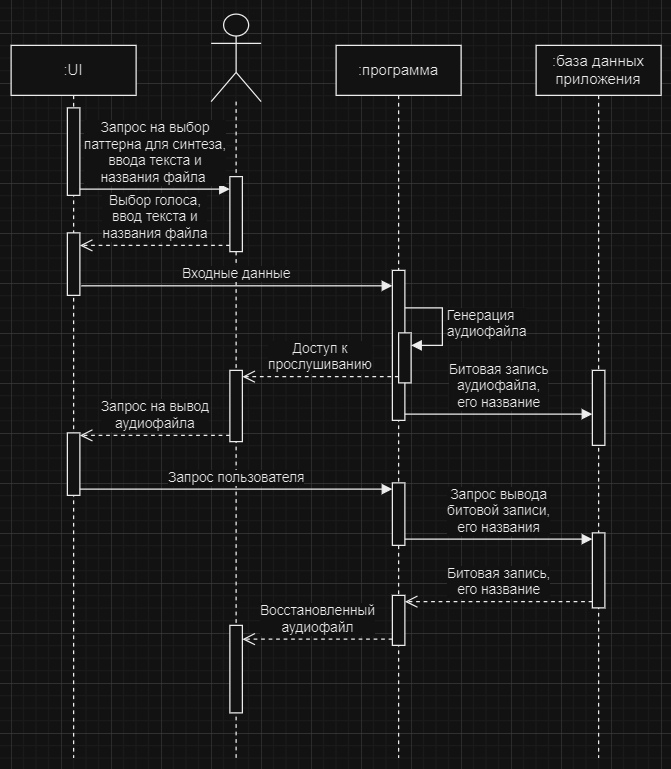 :UI
:программа
:база данных
приложения
Запрос на выбор
паттерна для синтеза,
ввода текста и
названия файла
Выбор голоса,
ввод текста и
названия файла
Входные данные
Генерация
аудиофайла
Доступ к
прослушиванию
Битовая запись
аудиофайла,
его название
Запрос на вывод
аудиофайла
Запрос пользователя
Запрос вывода
битовой записи,
его названия
Битовая запись,
его название
Восстановленный
аудиофайл